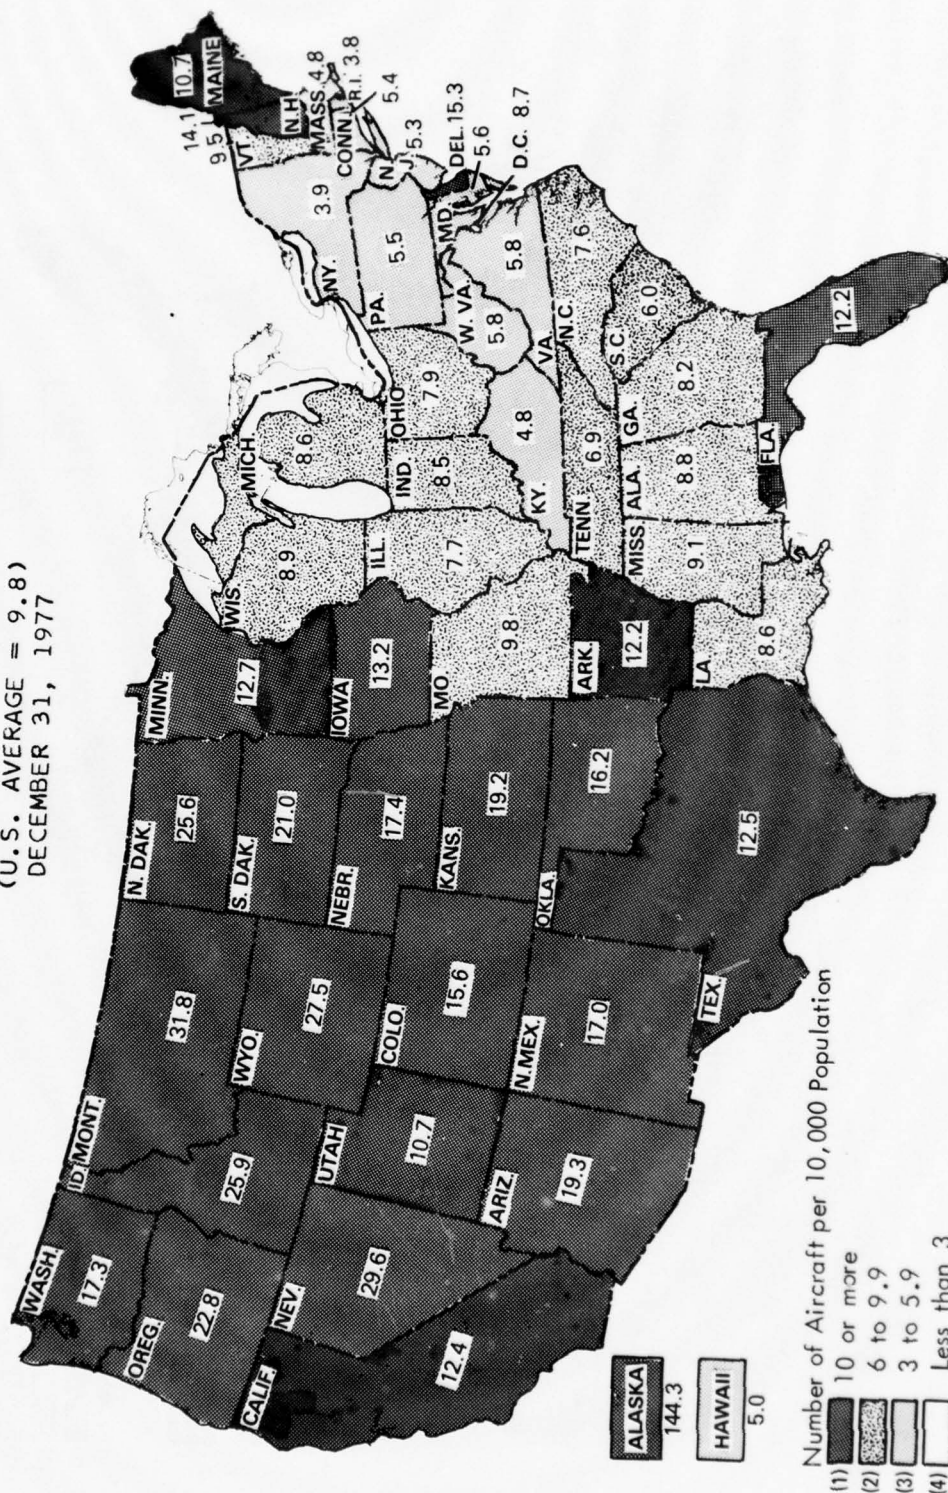 (U.S. AVERAGE = 9.8)
DECEMBER 31, 1977
WASH.
17.3
OREG.
22.8
CALIF.
12.4
NEV.
29.6
ID.
25.9
MONT.
31.8
WYO.
27.5
UTAH
10.7
ARIZ.
19.3
COLO.
15.6
N.MEX.
17.0
N. DAK.
25.6
S. DAK.
21.0
NEBR.
17.4
KANS.
19.2
OKLA.
16.2
TEX.
12.5
MINN.
12.7
IOWA
13.2
MO.
9.8
ARK.
12.2
LA.
8.6
WIS.
8.9
ILL.
7.7
MICH.
8.6
IND.
8.5
OHIO
7.9
KY.
4.8
TENN.
6.9
MISS.
9.1
ALA.
8.8
GA.
8.2
FLA.
12.2
S.C.
6.0
N.C.
7.6
VA.
5.8
W. VA.
5.8
MD.
5.6
DEL. 15.3
D.C. 8.7
PA.
5.5
N.J.
5.3
NY.
3.9
CONN.
5.4
R.I. 3.8
MASS. 4.8
VT.
9.5
N.H.
14.1
MAINE
10.7
ALASKA
144.3
HAWAII
5.0
Number of Aircraft per 10,000 Population
(1) 10 or more
(2) 6 to 9.9
(3) 3 to 5.9
(4) Less than 3